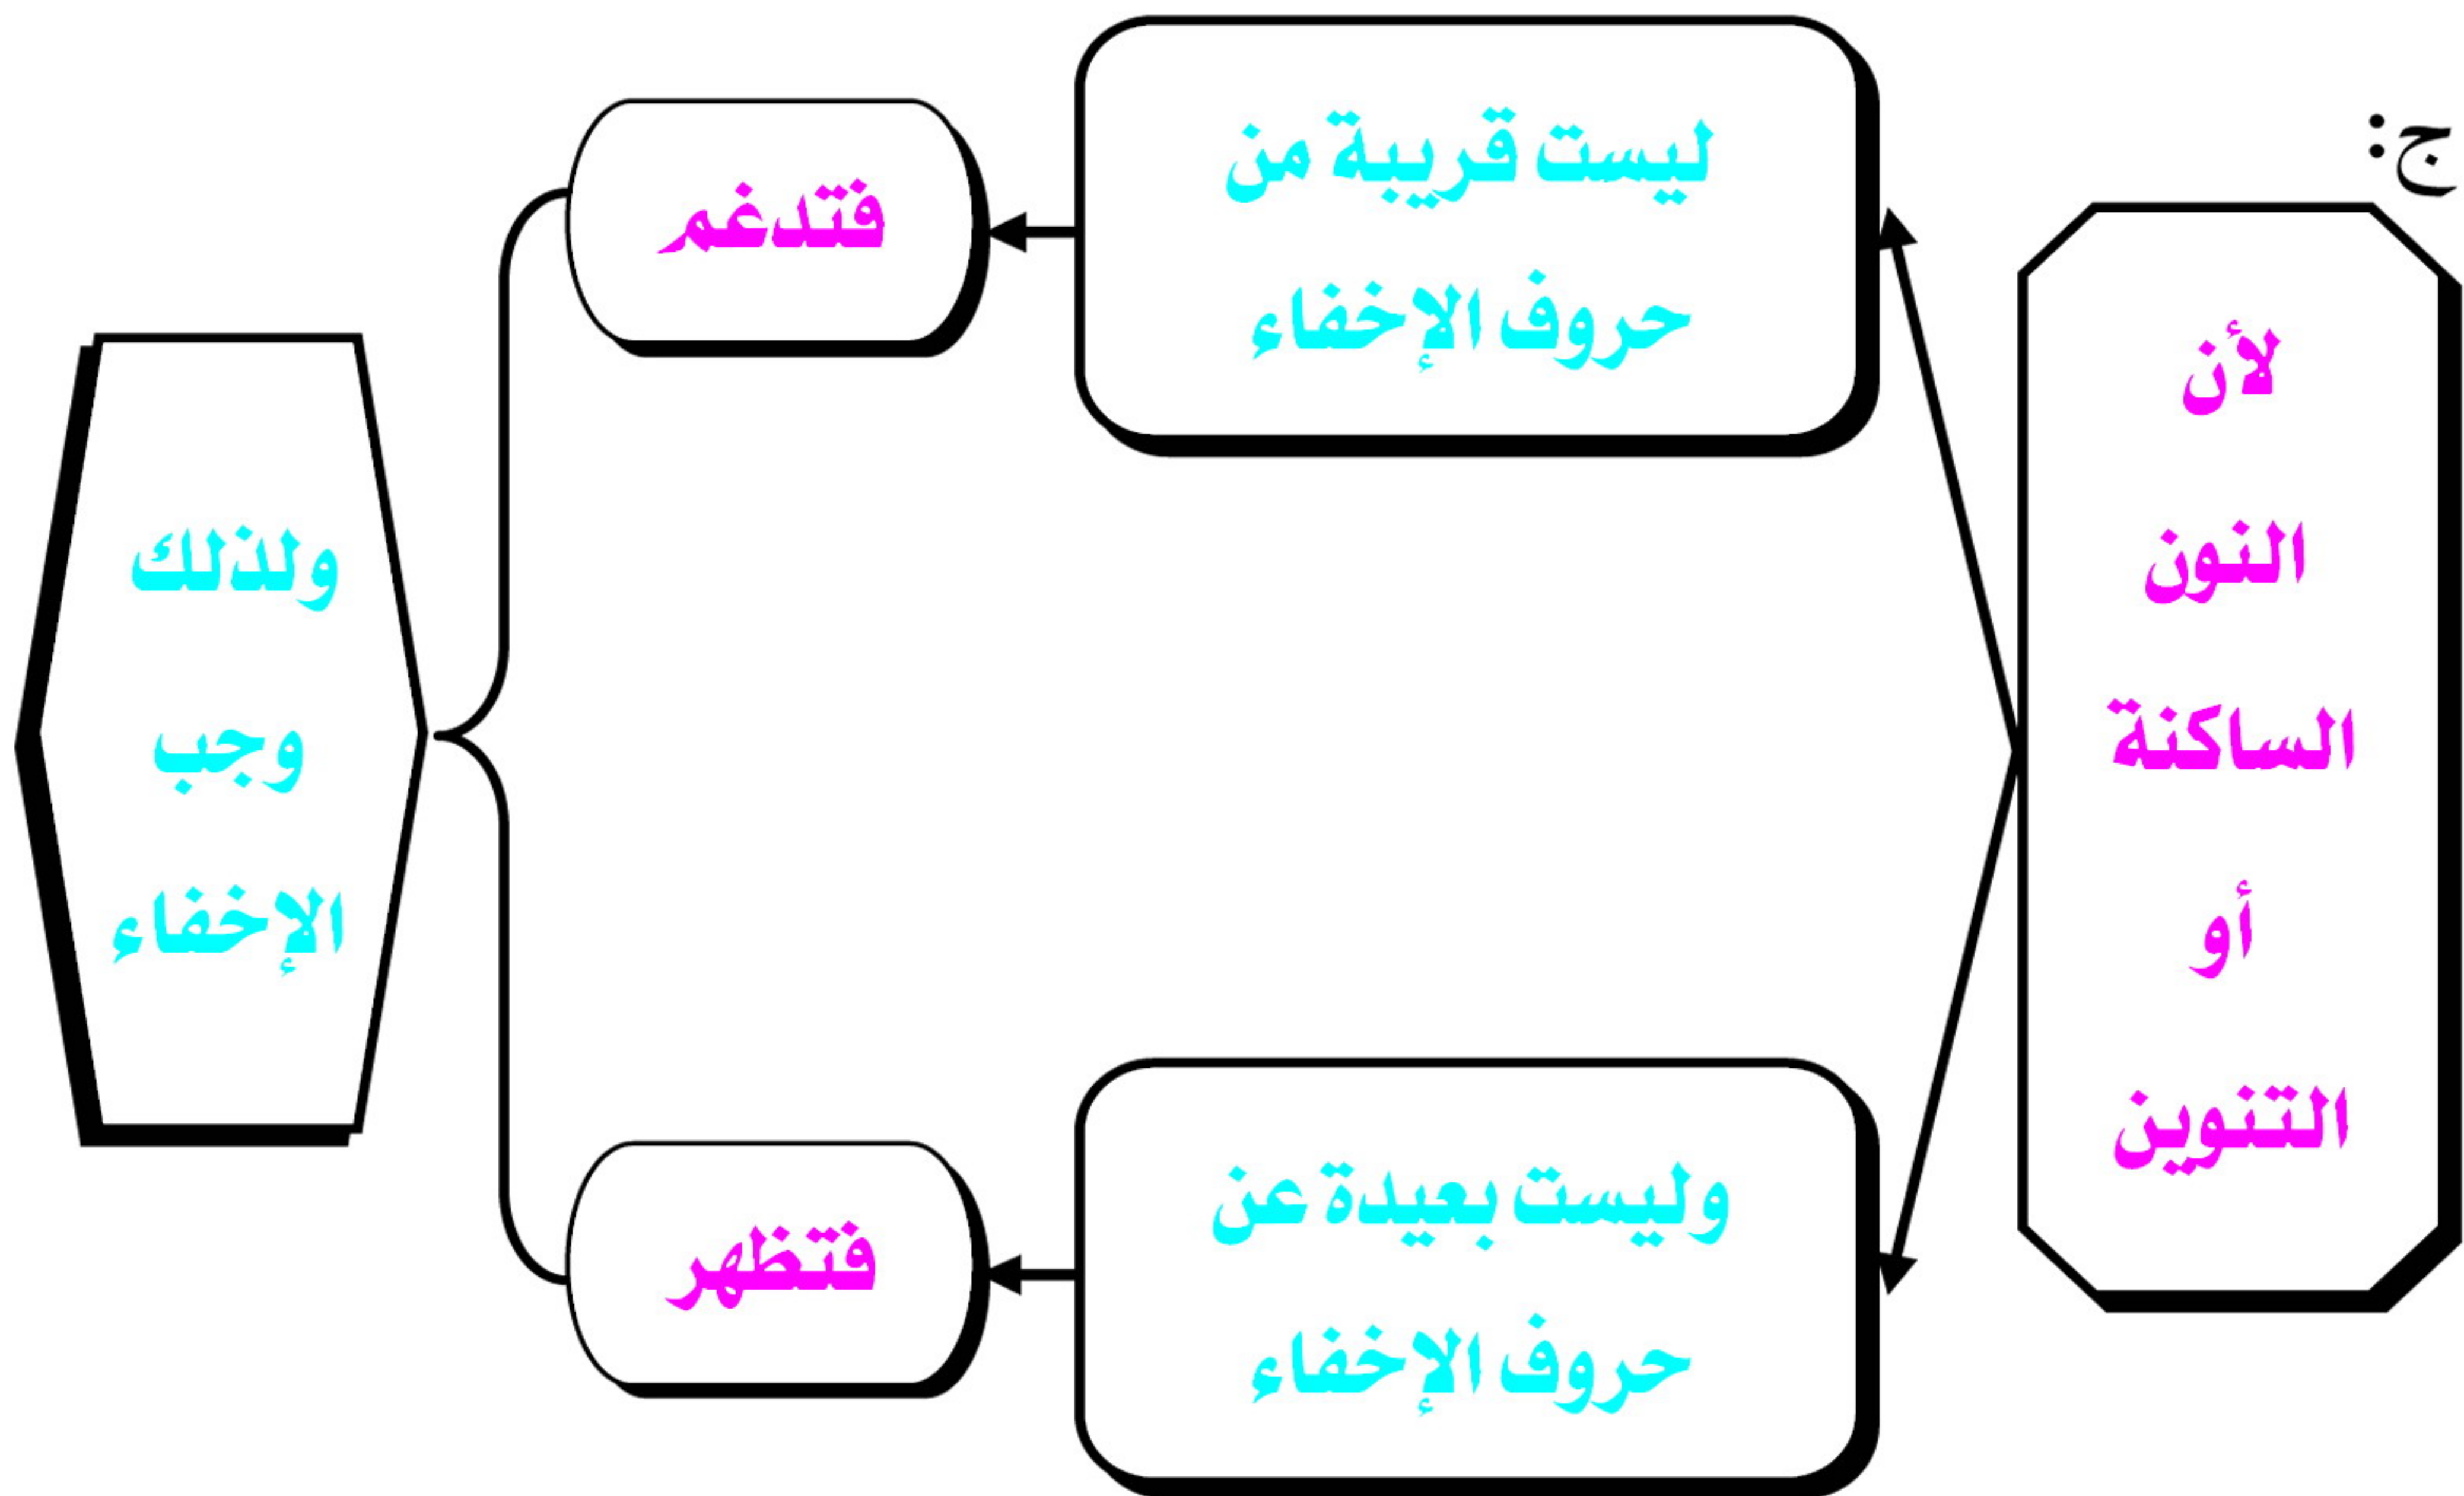 ج:
لأن
النون
الساكنة
أو
التنوين
ليست قريبة من
حروف الإخفاء
فتدغم
وليست بعيدة عن
حروف الإخفاء
فتظهر
ولذلك
وجب
الإخفاء